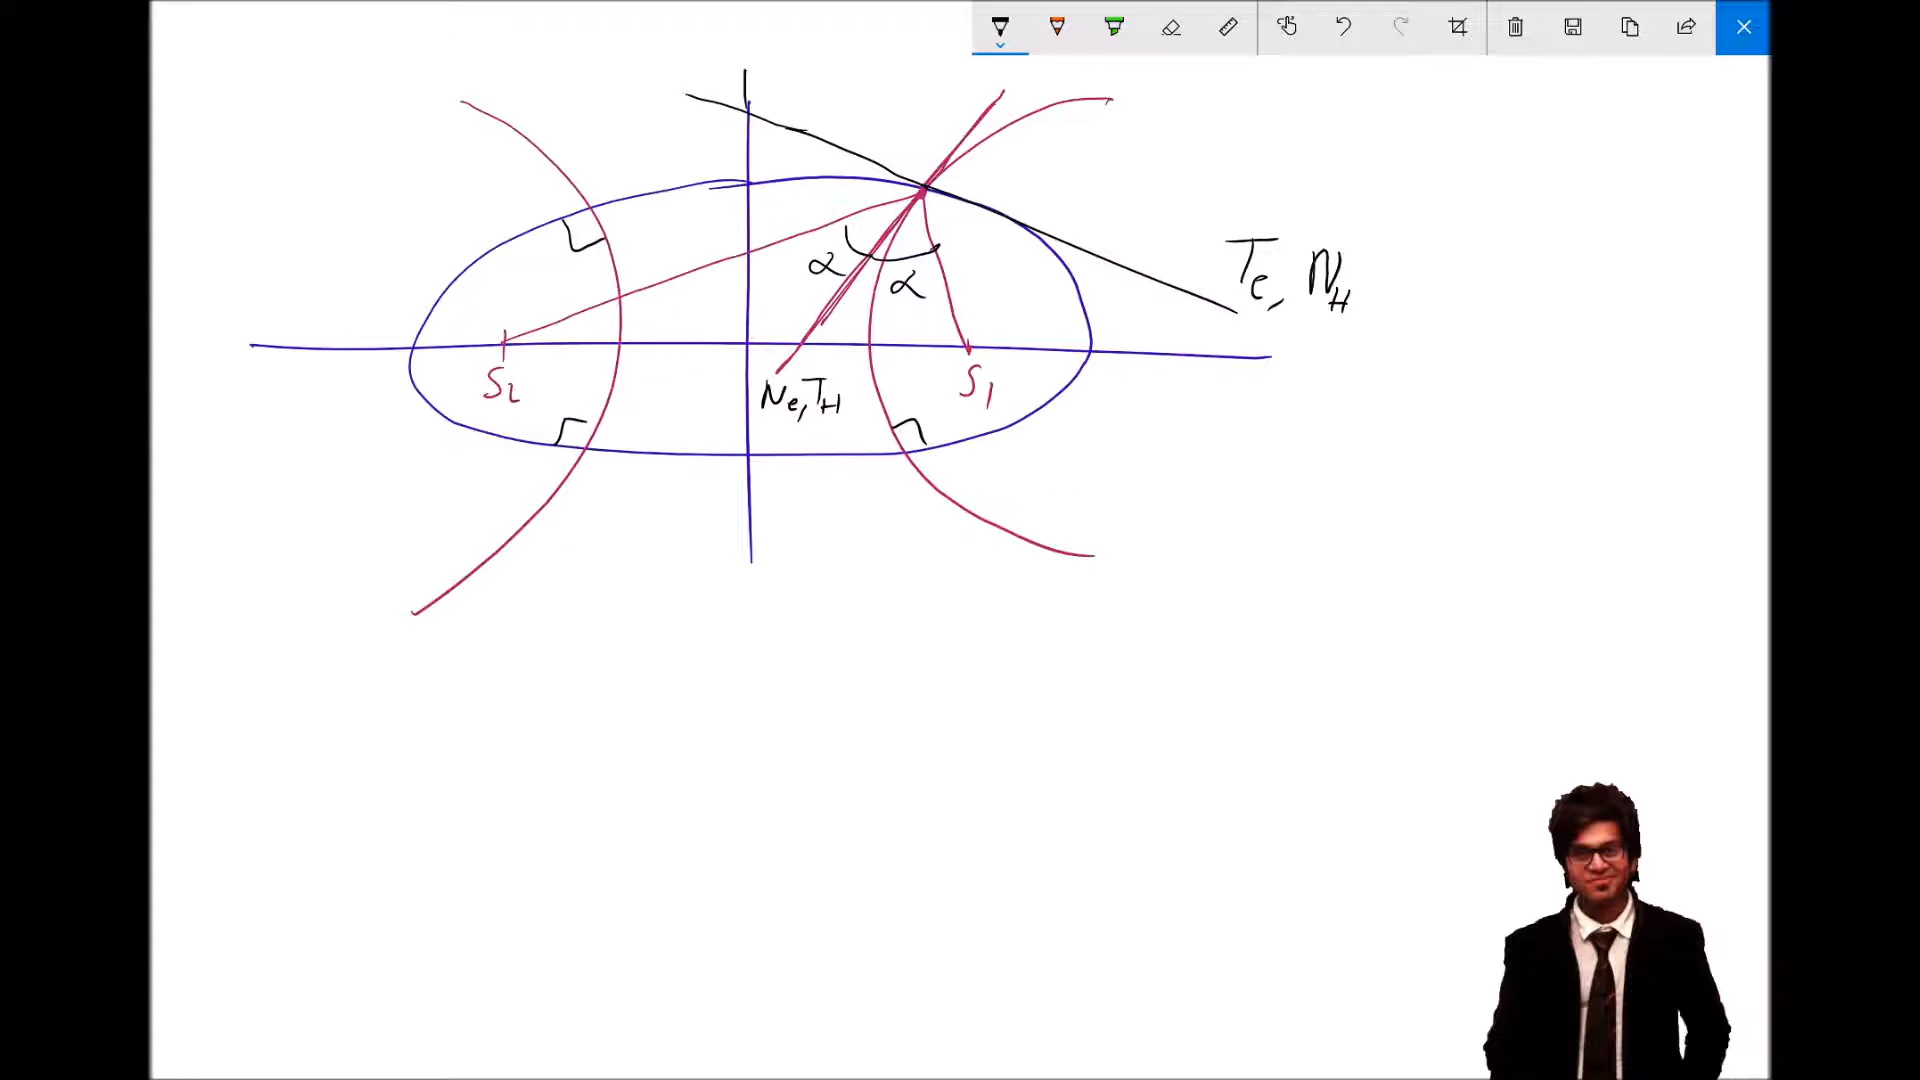 T_e, N_H
α
α
S_2
S_1
N_e, T_H